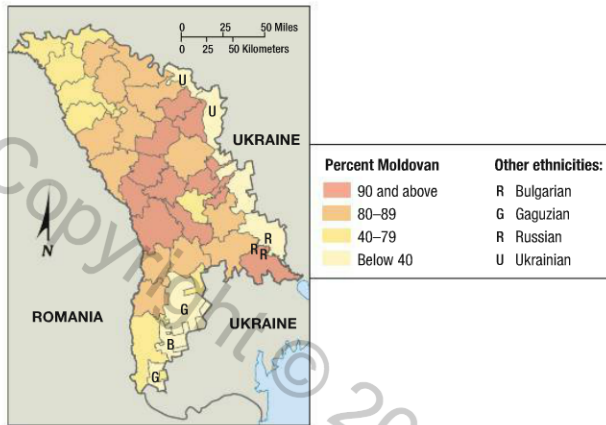 0 25 50 Miles
0 25 50 Kilometers
U
U
UKRAINE
R
R
R
N
ROMANIA
G
UKRAINE
B
G
Percent Moldovan
90 and above
80–89
40–79
Below 40
Other ethnicities:
R Bulgarian
G Gaguzian
R Russian
U Ukrainian
Copyright © 20